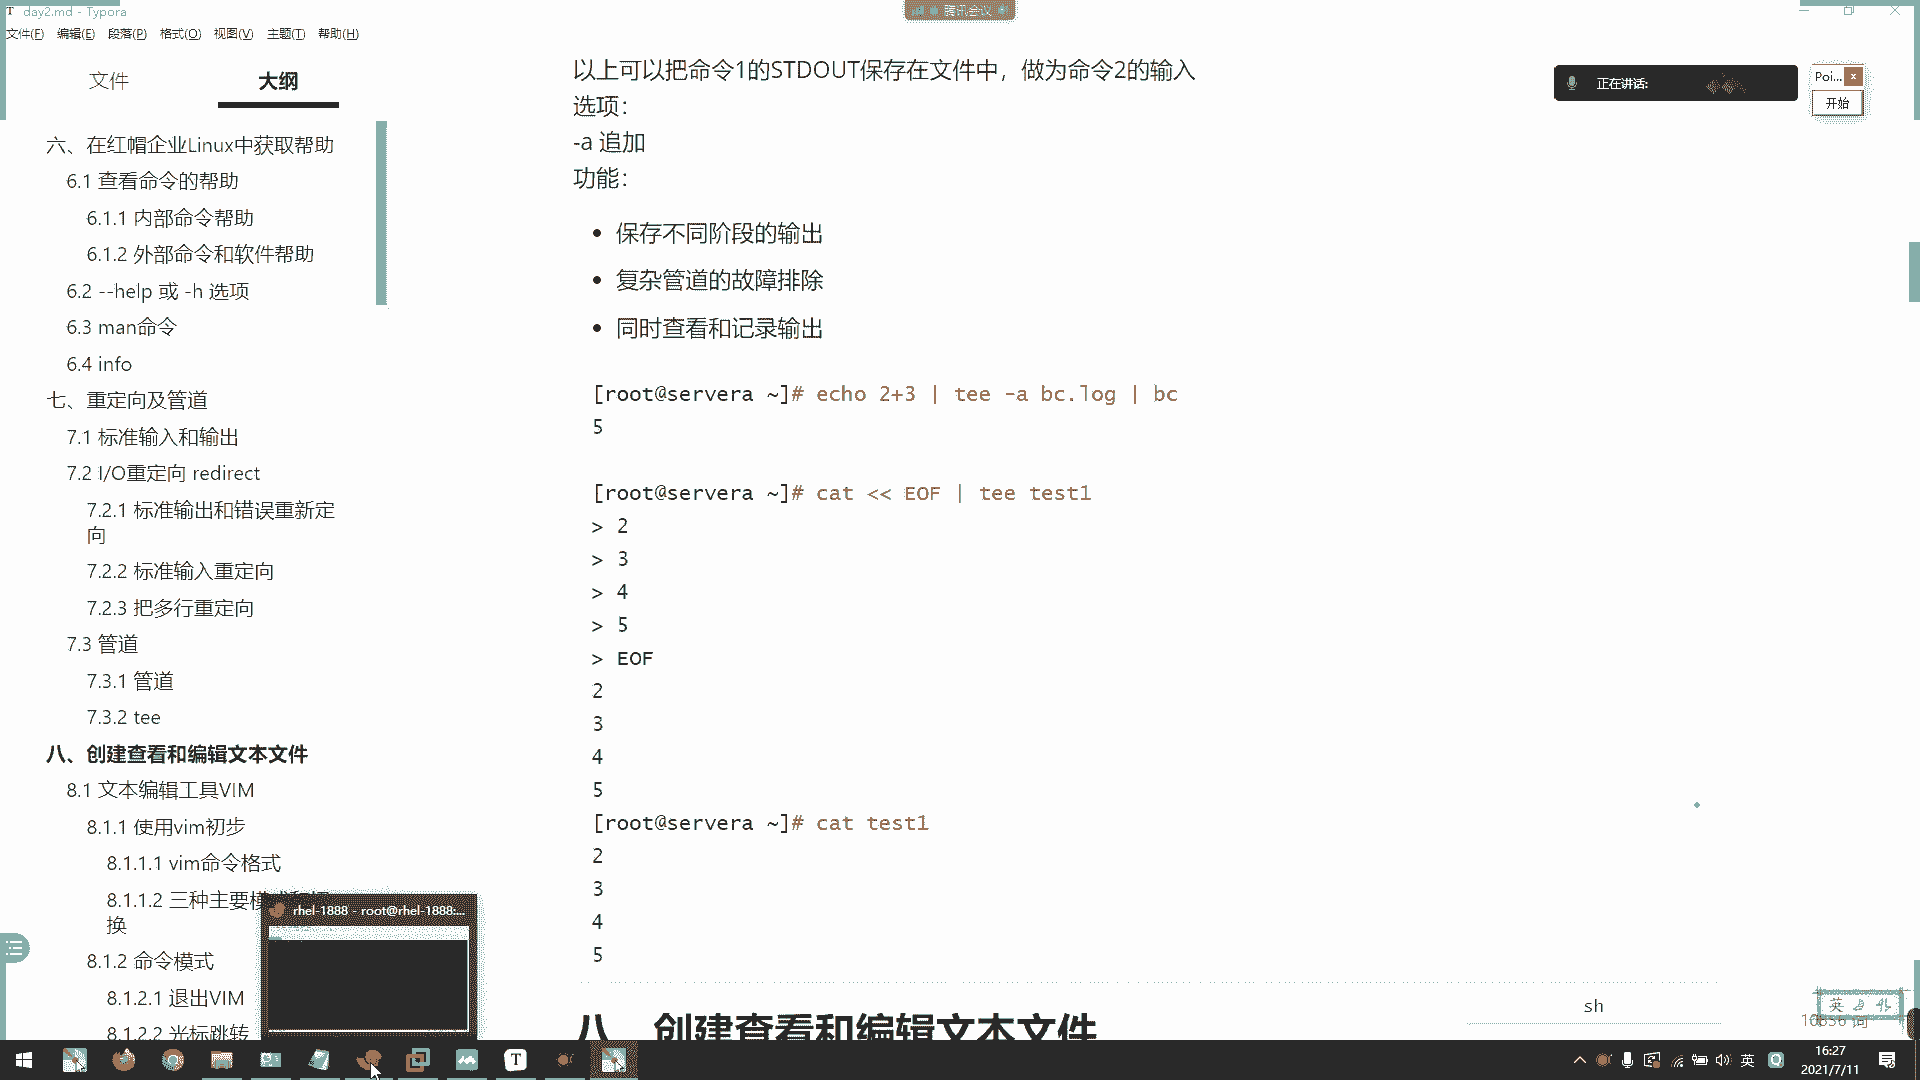 day2.md - Typora
腾讯会议
文件(F) 编辑(E) 段落(P) 格式(O) 视图(V) 主题(T) 帮助(H)
文件 大纲
六、在红帽企业Linux中获取帮助
6.1 查看命令的帮助
6.1.1 内部命令帮助
6.1.2 外部命令和软件帮助
6.2 --help 或 -h 选项
6.3 man命令
6.4 info
七、重定向及管道
7.1 标准输入和输出
7.2 I/O重定向 redirect
7.2.1 标准输出和错误重新定
向
7.2.2 标准输入重定向
7.2.3 把多行重定向
7.3 管道
7.3.1 管道
7.3.2 tee
八、创建查看和编辑文本文件
8.1 文本编辑工具VIM
8.1.1 使用vim初步
8.1.1.1 vim命令格式
8.1.1.2 三种主要模
换
8.1.2 命令模式
8.1.2.1 退出VIM
8.1.2.2 光标跳转
以上可以把命令1的STDOUT保存在文件中，做为命令2的输入
选项：
-a 追加
功能：
• 保存不同阶段的输出
• 复杂管道的故障排除
• 同时查看和记录输出
[root@servera ~]# echo 2+3 | tee -a bc.log | bc
5
[root@servera ~]# cat << EOF | tee test1
> 2
> 3
> 4
> 5
> EOF
2
3
4
5
[root@servera ~]# cat test1
2
3
4
5
sh
八、创建查看和编辑文本文件
正在讲话:
Poi... x
开始
rhel-1888 - root@rhel-1888:...
英
10836 词
英
16:27
2021/7/11